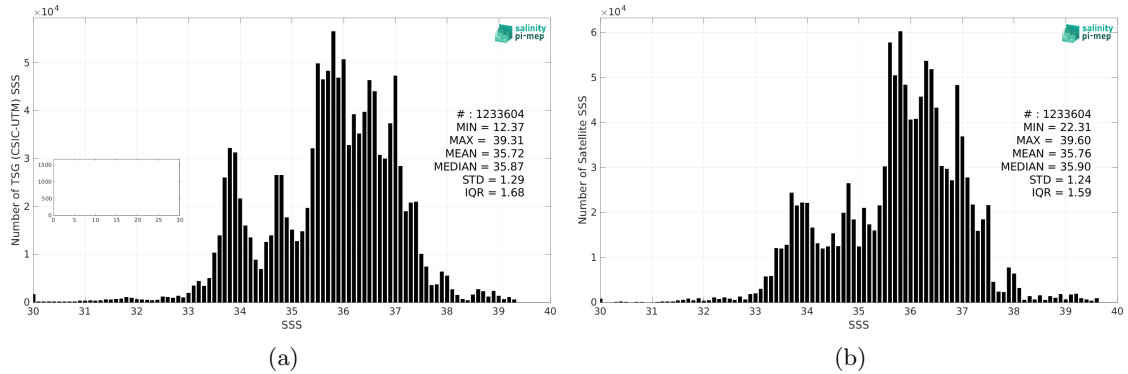 ×10^4
salinity
pi-mep
5
4
3
2
1
0
Number of TSG (CSIC-UTM) SSS
# : 1233604
MIN = 12.37
MAX = 39.31
MEAN = 35.72
MEDIAN = 35.87
STD = 1.29
IQR = 1.68
1500
1000
500
0
0 5 10 15 20 25 30
30 31 32 33 34 35 36 37 38 39 40
SSS
(a)
×10^4
salinity
pi-mep
6
5
4
3
2
1
0
Number of Satellite SSS
# : 1233604
MIN = 22.31
MAX = 39.60
MEAN = 35.76
MEDIAN = 35.90
STD = 1.24
IQR = 1.59
30 31 32 33 34 35 36 37 38 39 40
SSS
(b)